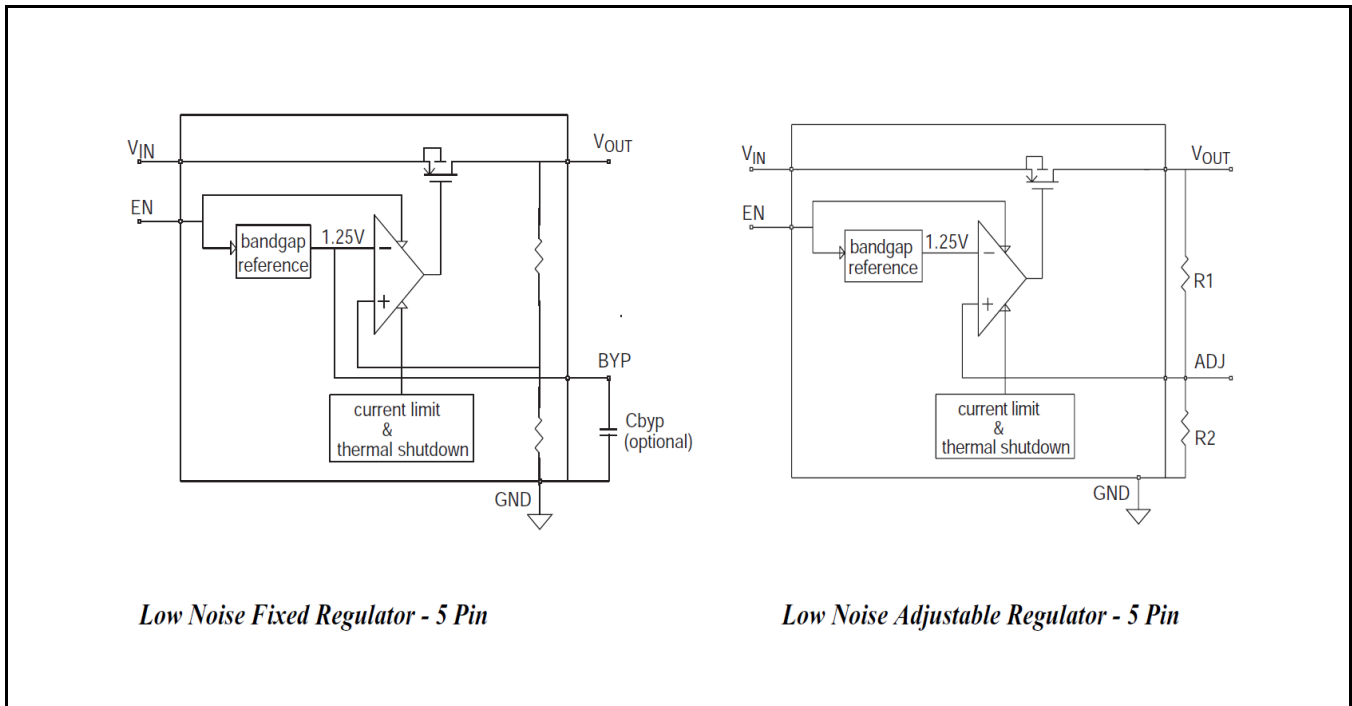 VIN
VOUT
EN
bandgap
reference
1.25V
−
+
BYP
current limit
&
thermal shutdown
Cbyp
(optional)
GND
Low Noise Fixed Regulator - 5 Pin
VIN
VOUT
EN
bandgap
reference
1.25V
−
+
R1
ADJ
current limit
&
thermal shutdown
R2
GND
Low Noise Adjustable Regulator - 5 Pin